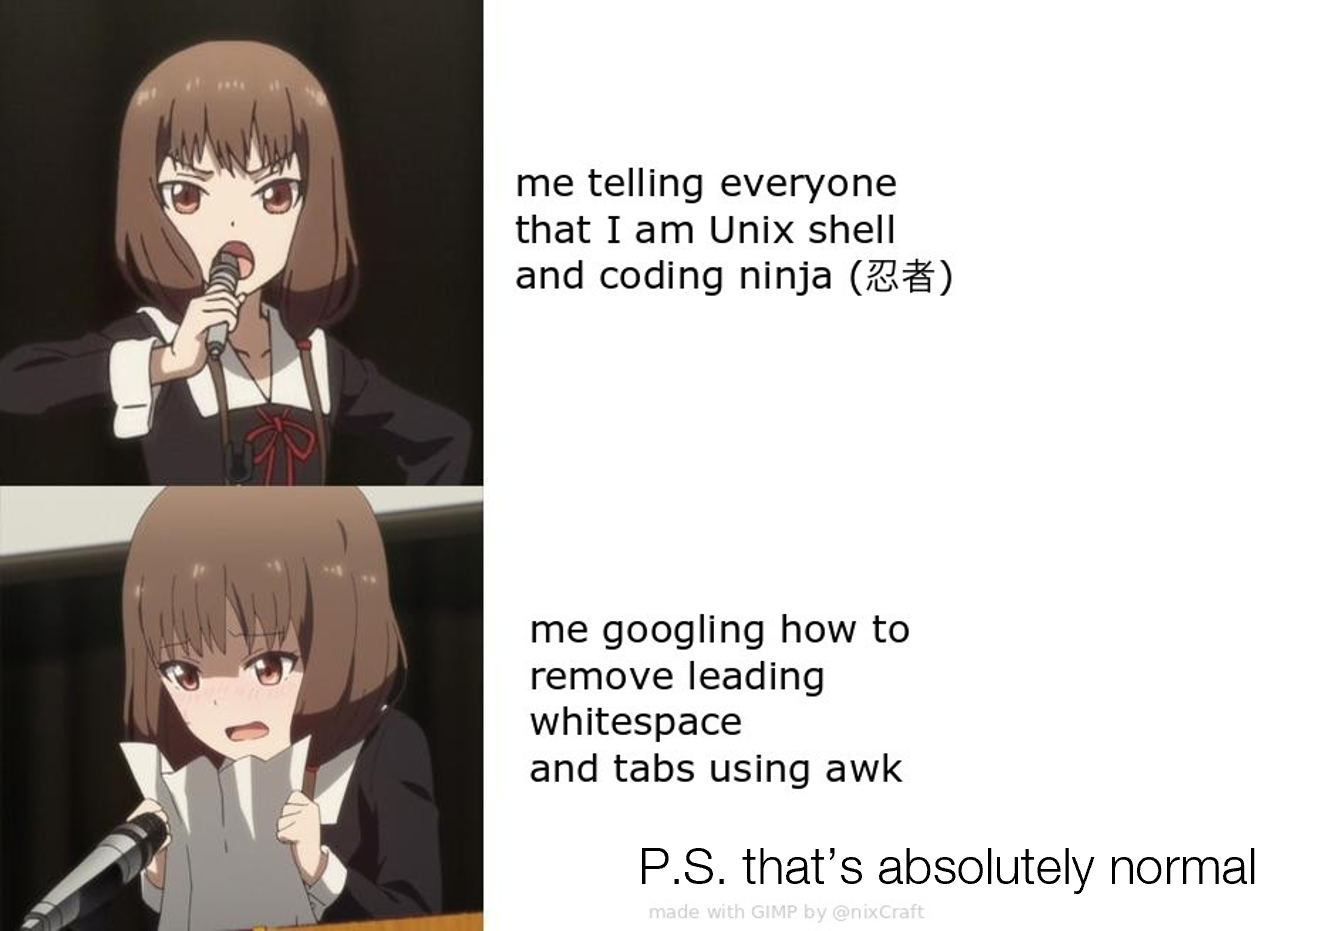 me telling everyone
that I am Unix shell
and coding ninja (忍者)
me googling how to
remove leading
whitespace
and tabs using awk
P.S. that’s absolutely normal
made with GIMP by @nixCraft